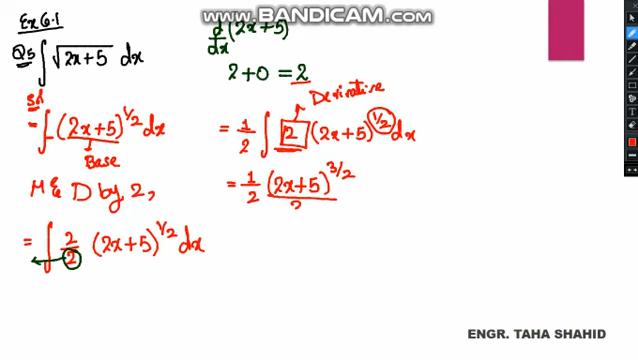 www.BANDICAM.com
Ex 6.1
Q5 ∫ √(2x+5) dx
d/dx (2x+5)
2+0 = 2
Sol
= ∫ (2x+5)^1/2 dx
Base
M & D by 2,
= ∫ 2/2 (2x+5)^1/2 dx
Derivative
= 1/2 ∫ 2 (2x+5)^1/2 dx
= 1/2 (2x+5)^3/2
ENGR. TAHA SHAHID